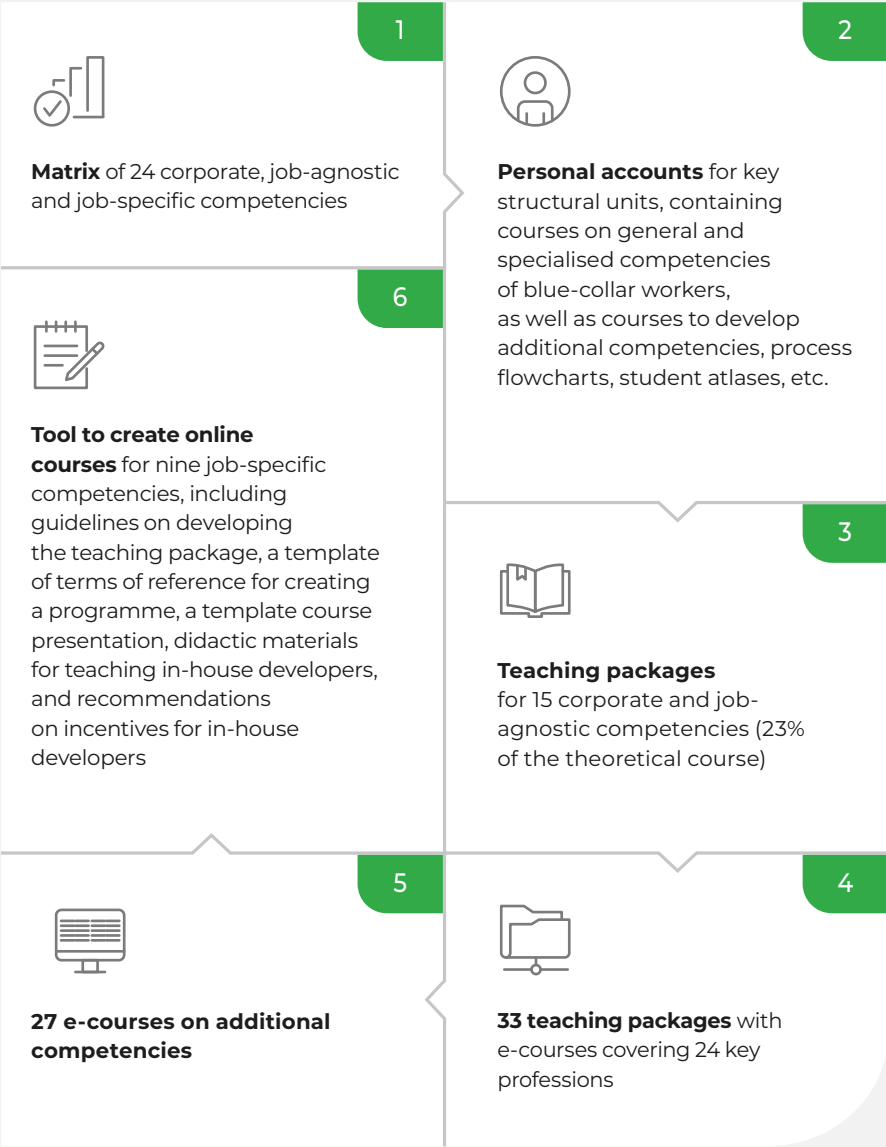 1
Matrix of 24 corporate, job-agnostic
and job-specific competencies
2
Personal accounts for key
structural units, containing
courses on general and
specialised competencies
of blue-collar workers,
as well as courses to develop
additional competencies, process
flowcharts, student atlases, etc.
3
Teaching packages
for 15 corporate and job-
agnostic competencies (23%
of the theoretical course)
4
33 teaching packages with
e-courses covering 24 key
professions
5
27 e-courses on additional
competencies
6
Tool to create online
courses for nine job-specific
competencies, including
guidelines on developing
the teaching package, a template
of terms of reference for creating
a programme, a template course
presentation, didactic materials
for teaching in-house developers,
and recommendations
on incentives for in-house
developers